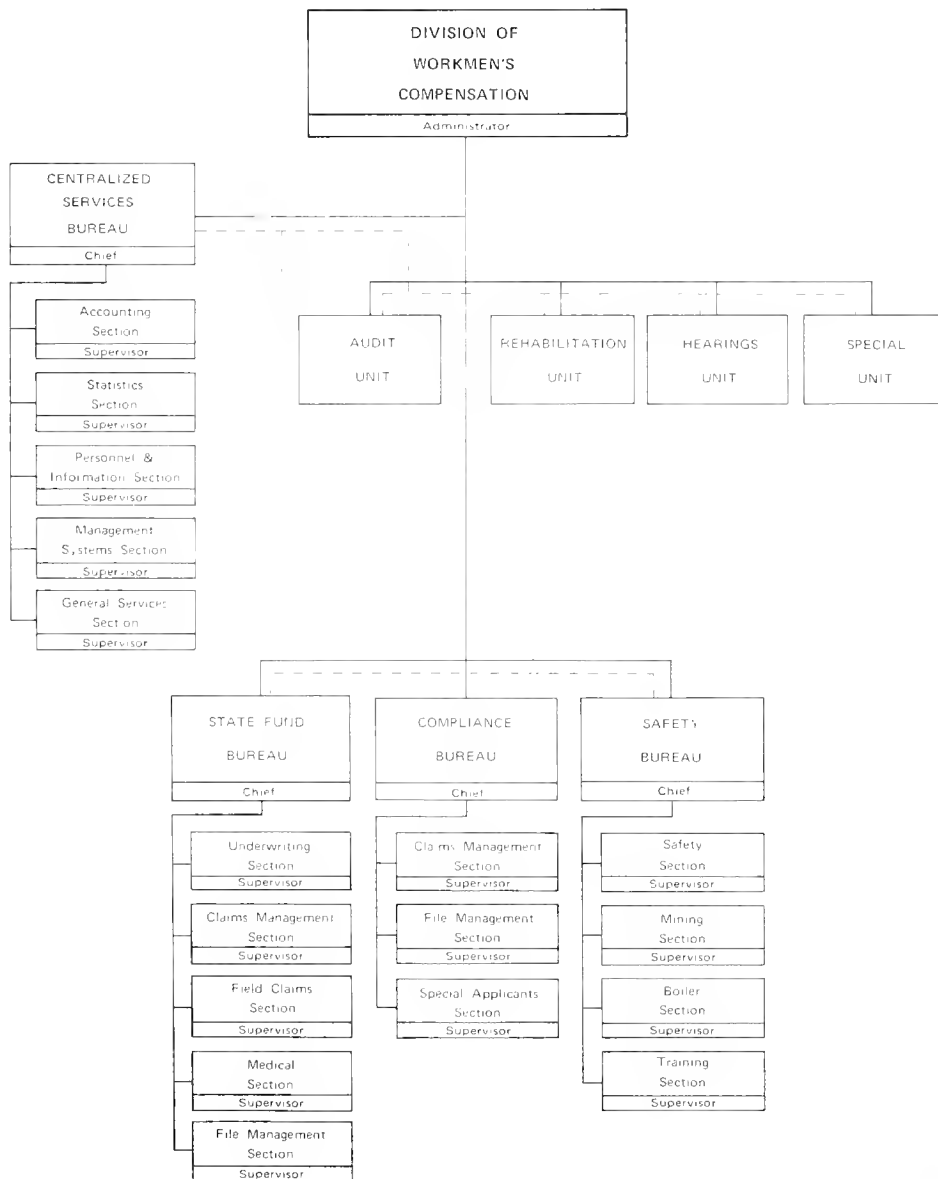 DIVISION OF
WORKMEN'S
COMPENSATION
Administrator
CENTRALIZED
SERVICES
BUREAU
Chief
Accounting
Section
Supervisor
Statistics
Section
Supervisor
Personnel &
Information Section
Supervisor
Management
S,stems Section
Supervisor
General Services
Section
Supervisor
AUDIT
UNIT
REHABILITATION
UNIT
HEARINGS
UNIT
SPECIAL
UNIT
STATE FUND
BUREAU
Chief
Underwriting
Section
Supervisor
Claims Management
Section
Supervisor
Field Claims
Section
Supervisor
Medical
Section
Supervisor
File Management
Section
Supervisor
COMPLIANCE
BUREAU
Chief
Claims Management
Section
Supervisor
File Management
Section
Supervisor
Special Applicants
Section
Supervisor
SAFETY
BUREAU
Chief
Safety
Section
Supervisor
Mining
Section
Supervisor
Boiler
Section
Supervisor
Training
Section
Supervisor